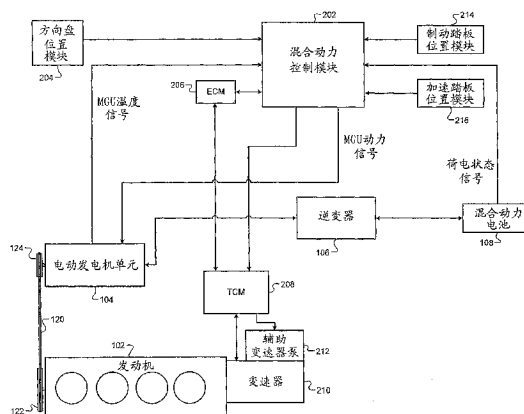 方向盘
位置
模块
204
202
混合动力
控制模块
214
制动踏板
位置模块
206
ECM
加速踏板
位置模块
216
MGU温度
信号
MGU动力
信号
荷电状态
信号
逆变器
106
混合动力
电池
108
124
电动发电机单元
104
TCM
208
120
102
发动机
辅助
变速器泵
212
变速器
210
122